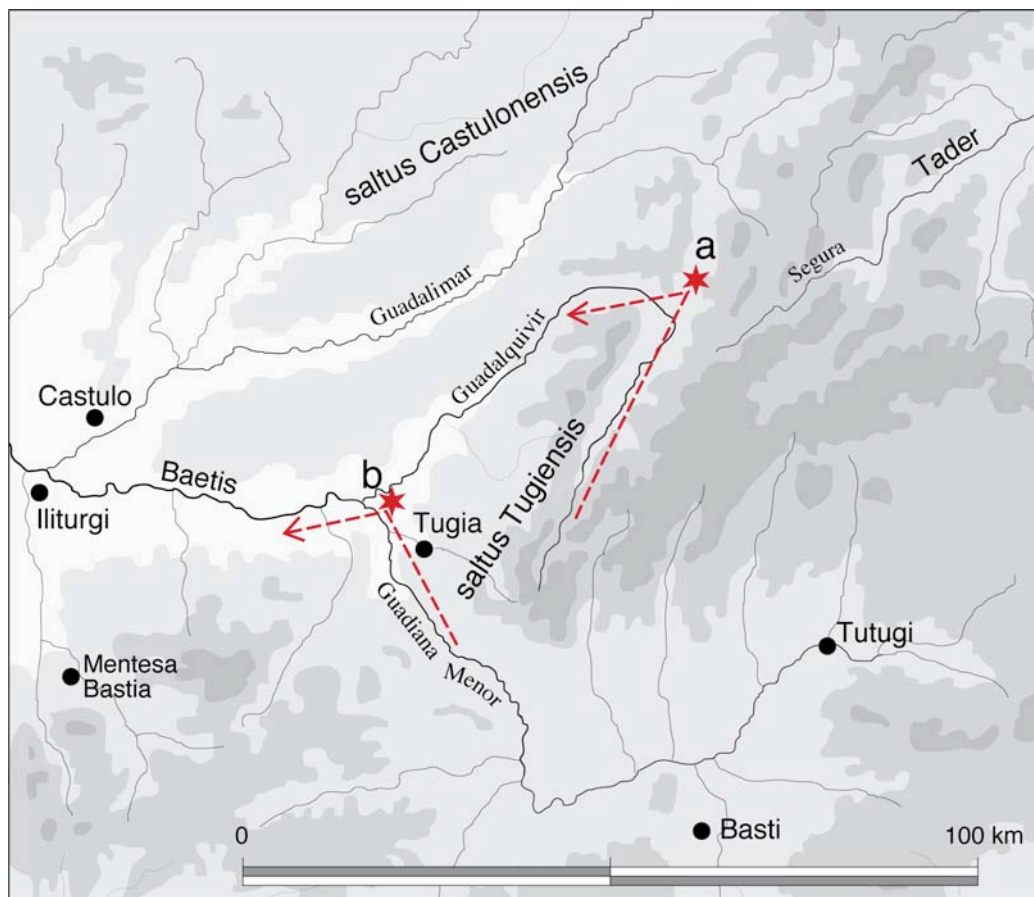 saltus Castulonensis
Tader
a
Segura
Guadalimar
Guadalquivir
Castulo
saltus Tugiensis
b
Baetis
Iliturgi
Tugia
Guadiana Menor
Tutugi
Mentesa
Bastia
0
100 km
Basti